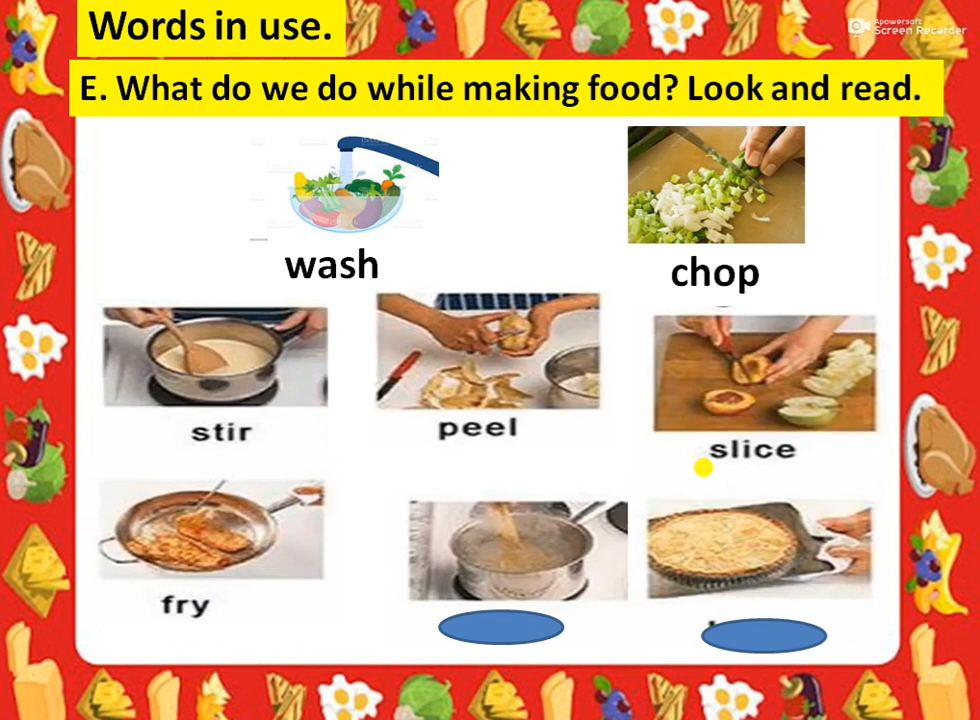 Words in use.
Apowersoft
Screen Recorder
E. What do we do while making food? Look and read.
wash
chop
stir
peel
slice
fry